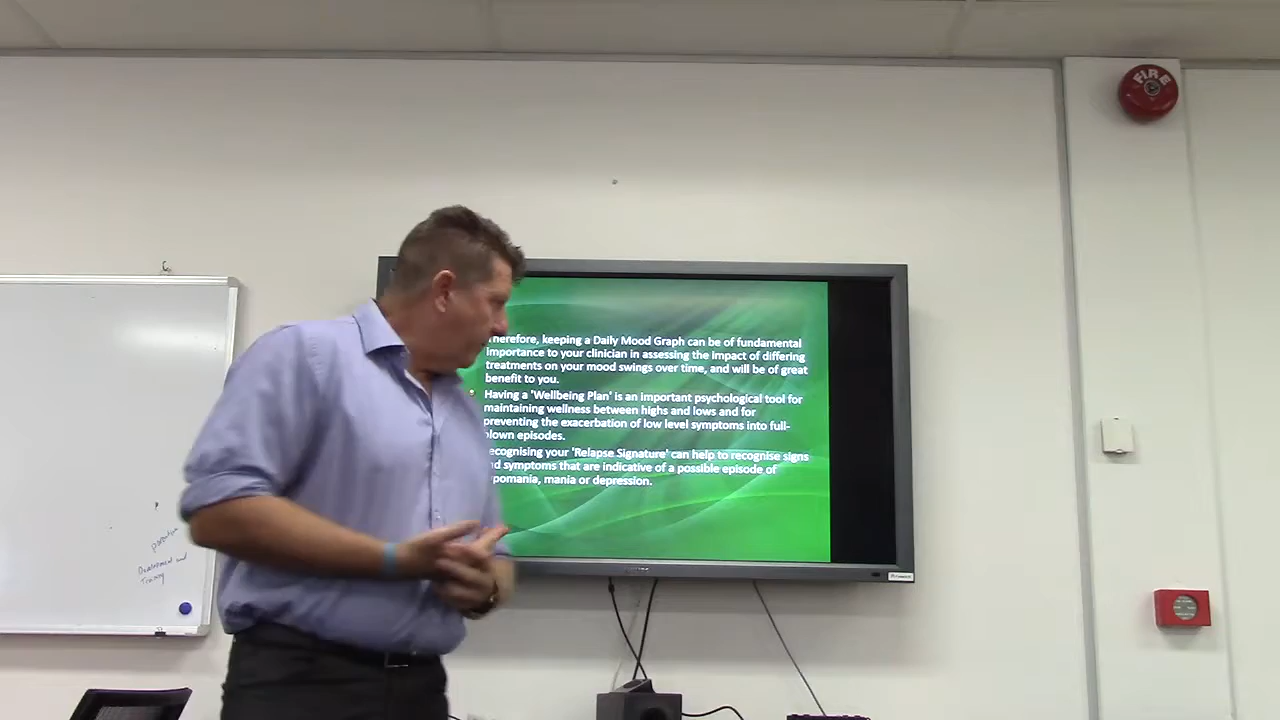 FIRE
Therefore, keeping a Daily Mood Graph can be of fundamental
importance to your clinician in assessing the impact of differing
treatments on your mood swings over time, and will be of great
benefit to you.
Having a 'Wellbeing Plan' is an important psychological tool for
maintaining wellness between highs and lows and for
preventing the exacerbation of low level symptoms into full-
blown episodes.
ecognising your 'Relapse Signature' can help to recognise signs
nd symptoms that are indicative of a possible episode of
pomania, mania or depression.
Development and
Training